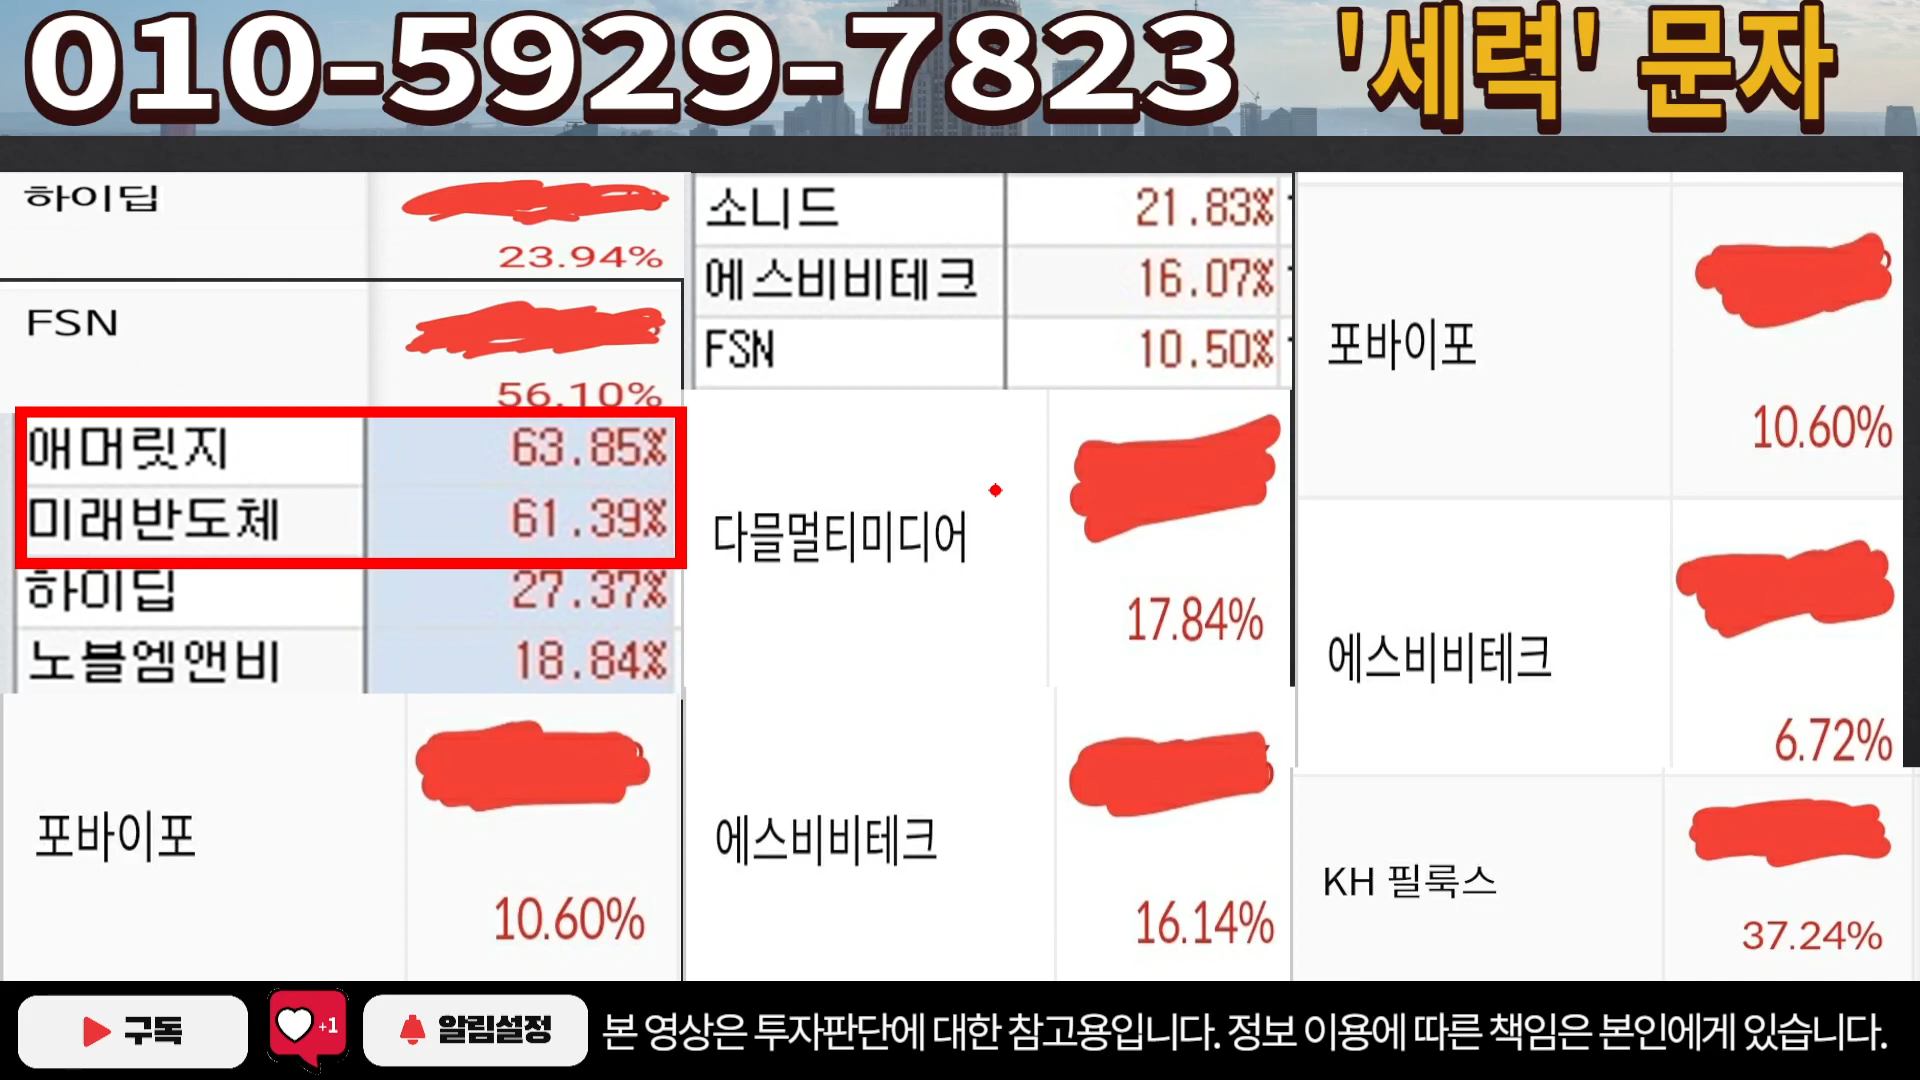 010-5929-7823 '세력' 문자
하이딥
23.94%
FSN
56.10%
애머릿지 63.85%
미래반도체 61.39%
하이딥 27.37%
노블엠앤비 18.84%
포바이포
10.60%
소니드 21.83%
에스비비테크 16.07%
FSN 10.50%
다믈멀티미디어
17.84%
에스비비테크
16.14%
포바이포
10.60%
에스비비테크
6.72%
KH 필룩스
37.24%
구독 +1 알림설정 본 영상은 투자판단에 대한 참고용입니다. 정보 이용에 따른 책임은 본인에게 있습니다.